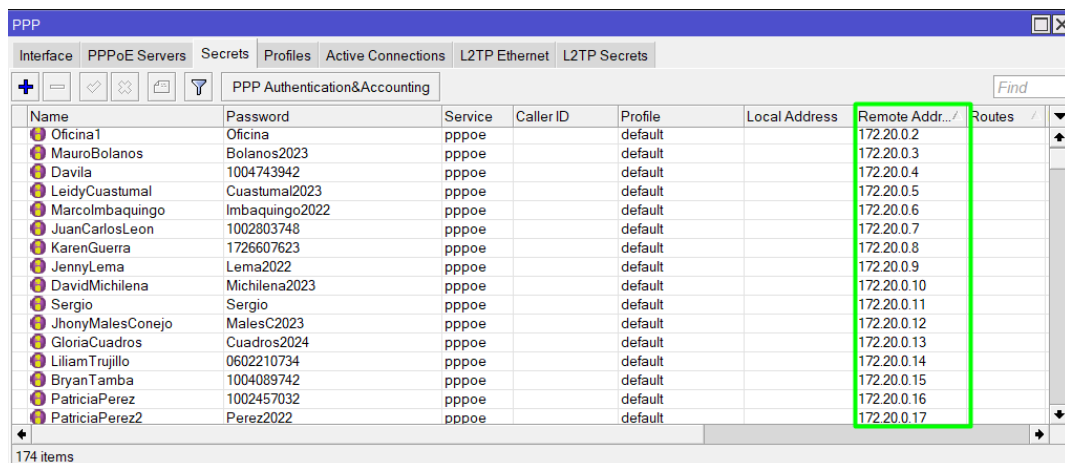 PPP
Interface PPPoE Servers Secrets Profiles Active Connections L2TP Ethernet L2TP Secrets
PPP Authentication&Accounting Find
Name Password Service Caller ID Profile Local Address Remote Addr... Routes
Oficina1 Oficina pppoe default 172.20.0.2
MauroBolanos Bolanos2023 pppoe default 172.20.0.3
Davila 1004743942 pppoe default 172.20.0.4
LeidyCuastumal Cuastumal2023 pppoe default 172.20.0.5
MarcoImbaquingo Imbaquingo2022 pppoe default 172.20.0.6
JuanCarlosLeon 1002803748 pppoe default 172.20.0.7
KarenGuerra 1726607623 pppoe default 172.20.0.8
JennyLema Lema2022 pppoe default 172.20.0.9
DavidMichilena Michilena2023 pppoe default 172.20.0.10
Sergio Sergio pppoe default 172.20.0.11
JhonyMalesConejo MalesC2023 pppoe default 172.20.0.12
GloriaCuadros Cuadros2024 pppoe default 172.20.0.13
LiliamTrujillo 0602210734 pppoe default 172.20.0.14
BryanTamba 1004089742 pppoe default 172.20.0.15
PatriciaPerez 1002457032 pppoe default 172.20.0.16
PatriciaPerez2 Perez2022 pppoe default 172.20.0.17
174 items